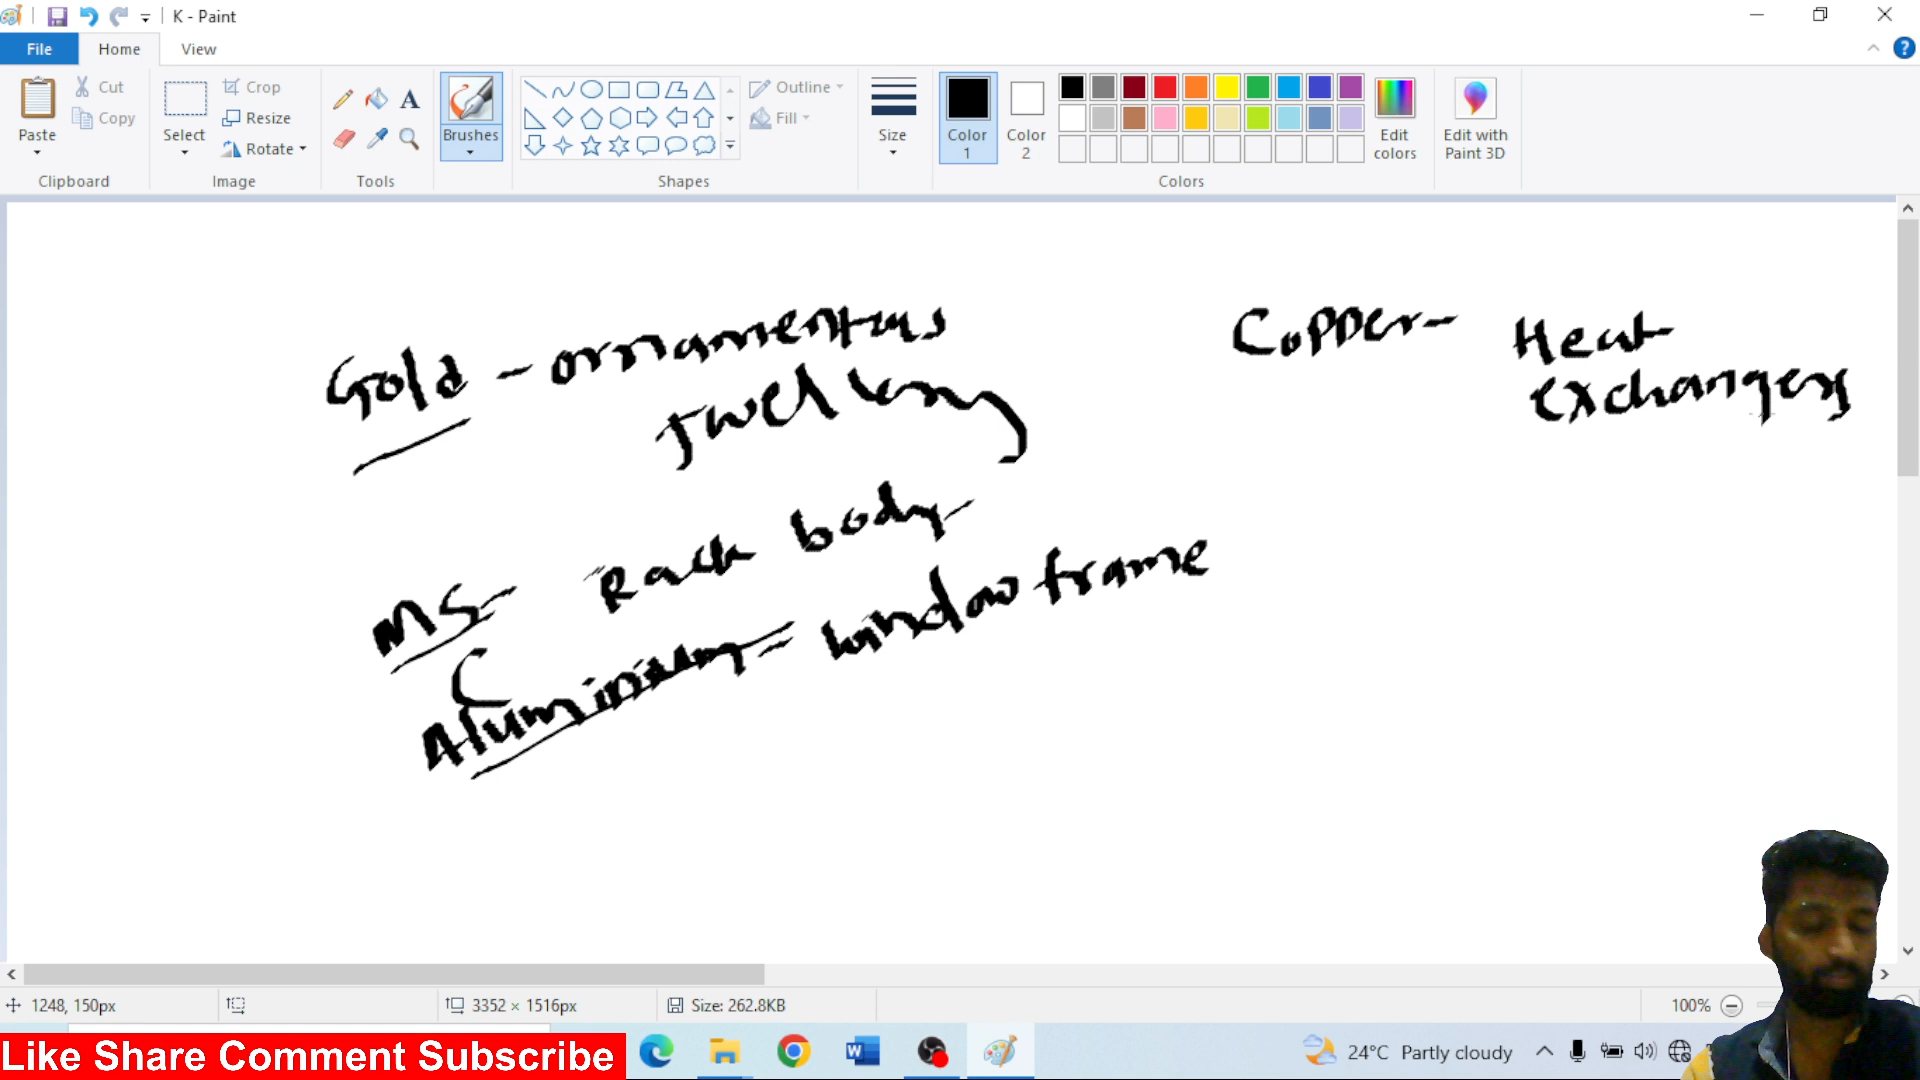 K - Paint
File Home View
Paste
Cut
Copy
Clipboard
Select
Crop
Resize
Rotate
Image
Tools
Brushes
Outline
Fill
Shapes
Size
Color 1
Color 2
Edit colors
Edit with Paint 3D
Colors
Gold - ornamentus
Jwellery
MS- Rack body
Aluminium = window frame
Copper- Heat
exchangers
1248, 150px
3352 × 1516px
Size: 262.8KB
100%
Like Share Comment Subscribe
24°C Partly cloudy